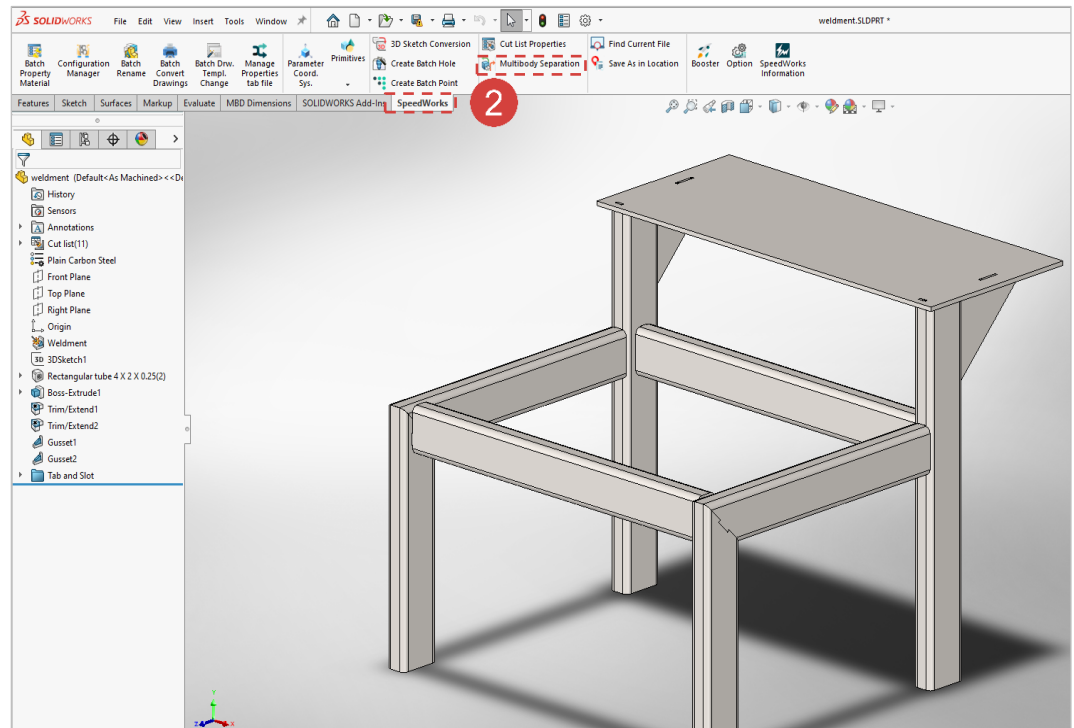 SOLIDWORKS File Edit View Insert Tools Window weldment.SLDPRT *
Batch Property Material
Configuration Manager
Batch Rename
Batch Convert Drawings
Batch Drw. Templ. Change
Manage Properties tab file
Parameter Coord. Sys.
Primitives
3D Sketch Conversion
Create Batch Hole
Create Batch Point
Cut List Properties
Multibody Separation
Find Current File
Save As in Location
Booster
Option
SpeedWorks Information
Features Sketch Surfaces Markup Evaluate MBD Dimensions SOLIDWORKS Add-Ins SpeedWorks
2
weldment (Default<As Machined><<De
History
Sensors
Annotations
Cut list(11)
Plain Carbon Steel
Front Plane
Top Plane
Right Plane
Origin
Weldment
3D 3DSketch1
Rectangular tube 4 X 2 X 0.25(2)
Boss-Extrude1
Trim/Extend1
Trim/Extend2
Gusset1
Gusset2
Tab and Slot
Y
Z X